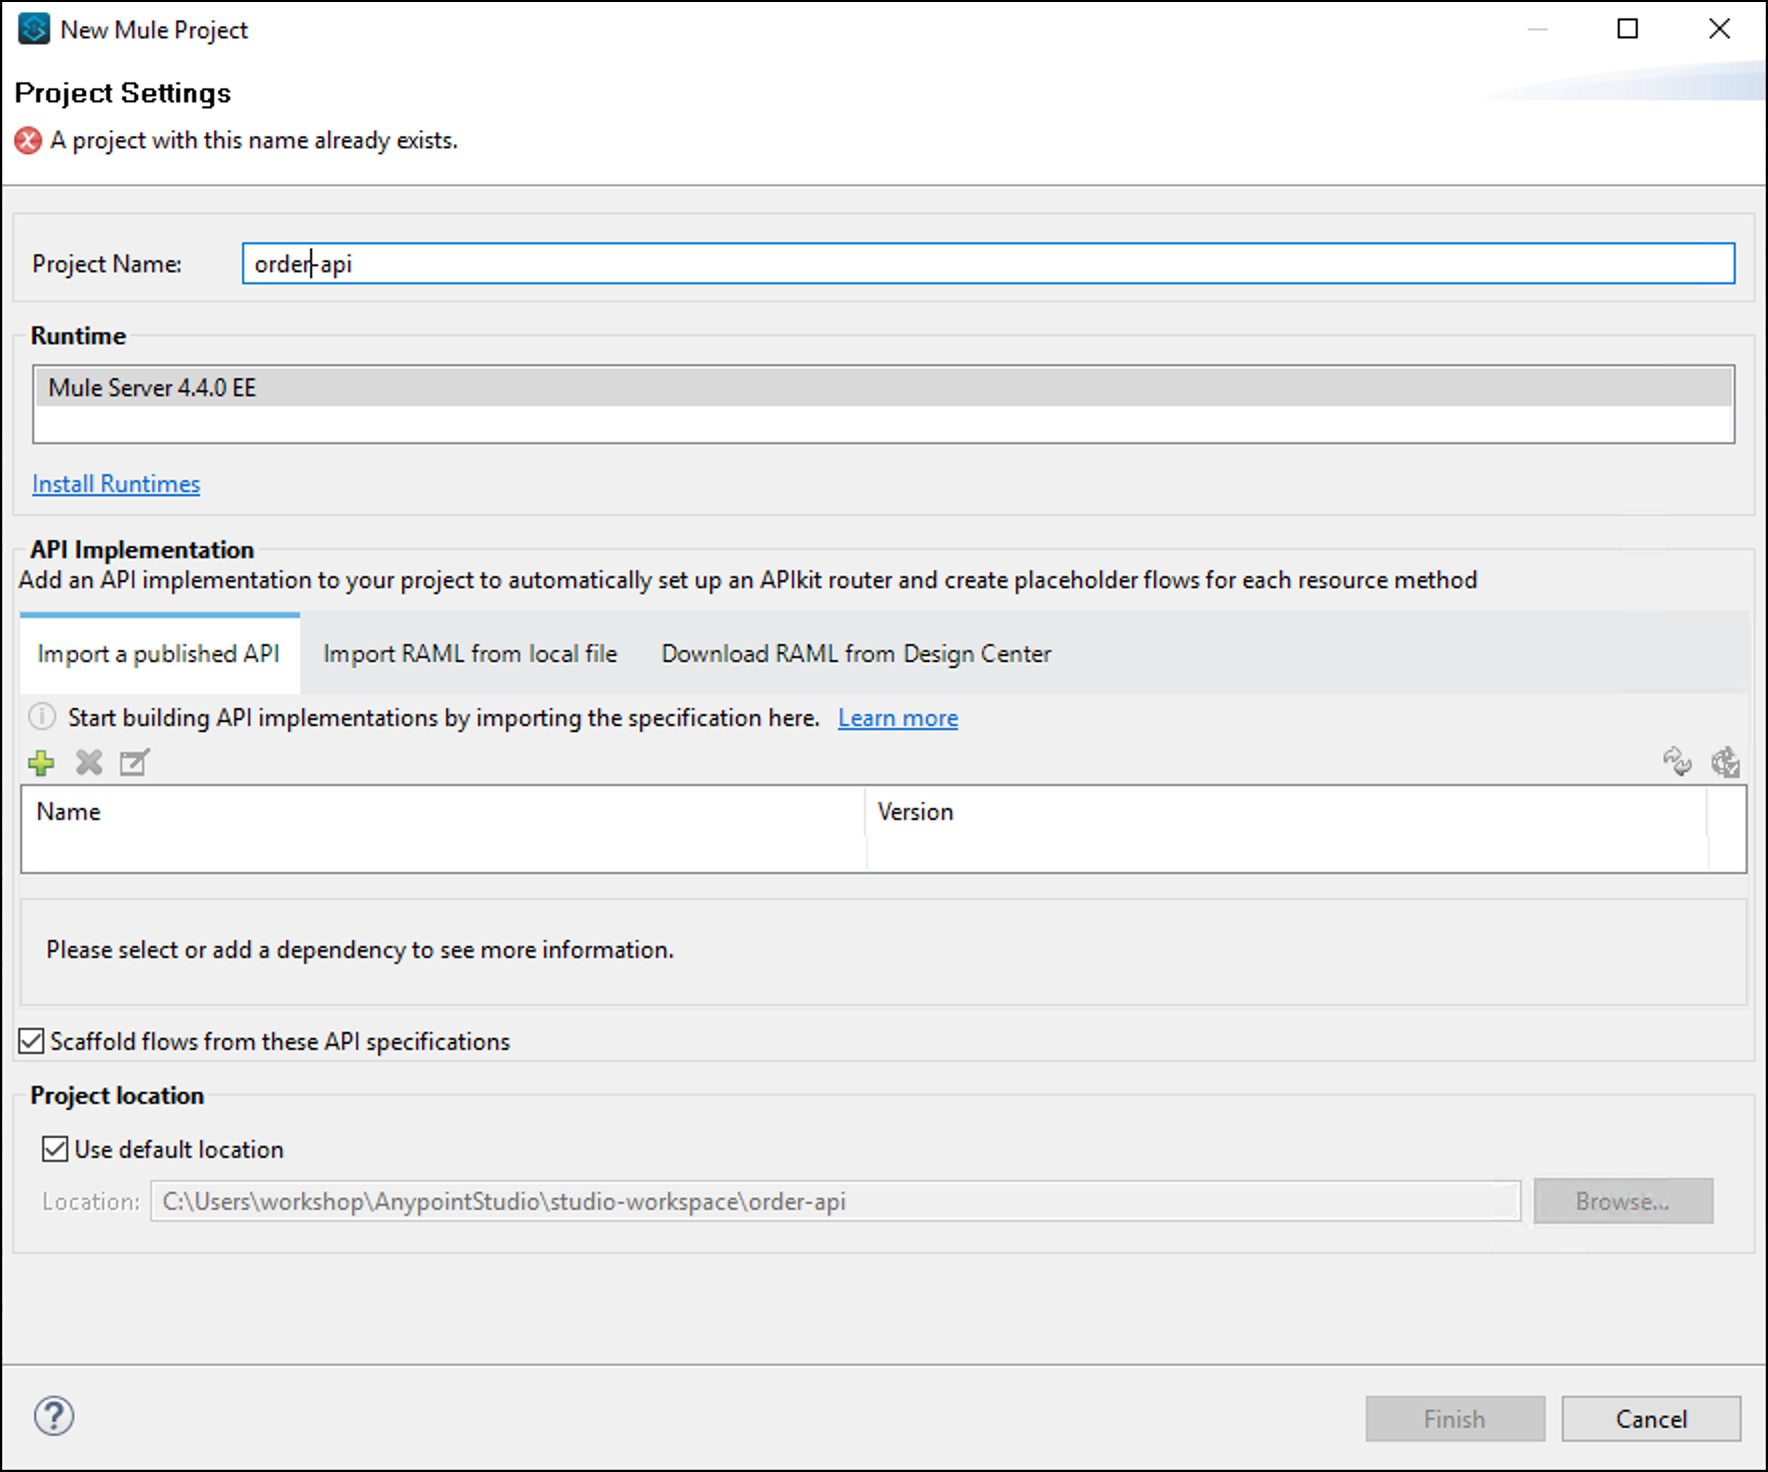 New Mule Project
Project Settings
A project with this name already exists.
Project Name: order-api
Runtime
Mule Server 4.4.0 EE
Install Runtimes
API Implementation
Add an API implementation to your project to automatically set up an APIkit router and create placeholder flows for each resource method
Import a published API Import RAML from local file Download RAML from Design Center
Start building API implementations by importing the specification here. Learn more
Name Version
Please select or add a dependency to see more information.
Scaffold flows from these API specifications
Project location
Use default location
Location: C:\Users\workshop\AnypointStudio\studio-workspace\order-api Browse...
? Finish Cancel